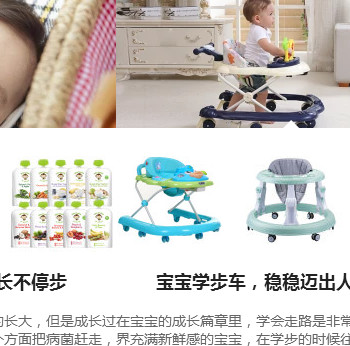 长不停步
宝宝学步车，稳稳迈出人
的长大，但是成长过
个方面把病菌赶走，
在宝宝的成长篇章里，学会走路是非常
界充满新鲜感的宝宝，在学步的时候往